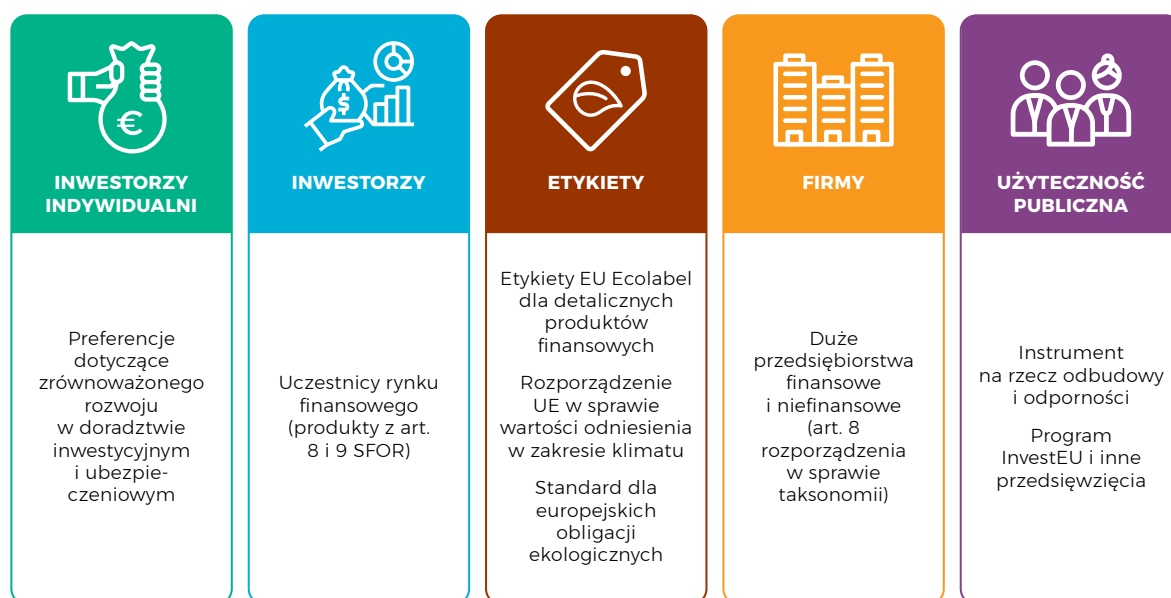 INWESTORZY
INDYWIDUALNI
Preferencje
dotyczące
zrównoważonego
rozwoju
w doradztwie
inwestycyjnym
i ubezpie-
czeniowym
INWESTORZY
Uczestnicy rynku
finansowego
(produkty z art.
8 i 9 SFOR)
ETYKIETY
Etykiety EU Ecolabel
dla detalicznych
produktów
finansowych
Rozporządzenie
UE w sprawie
wartości odniesienia
w zakresie klimatu
Standard dla
europejskich
obligacji
ekologicznych
FIRMY
Duże
przedsiębiorstwa
finansowe
i niefinansowe
(art. 8
rozporządzenia
w sprawie
taksonomii)
UŻYTECZNOŚĆ
PUBLICZNA
Instrument
na rzecz odbudowy
i odporności
Program
InvestEU i inne
przedsięwzięcia